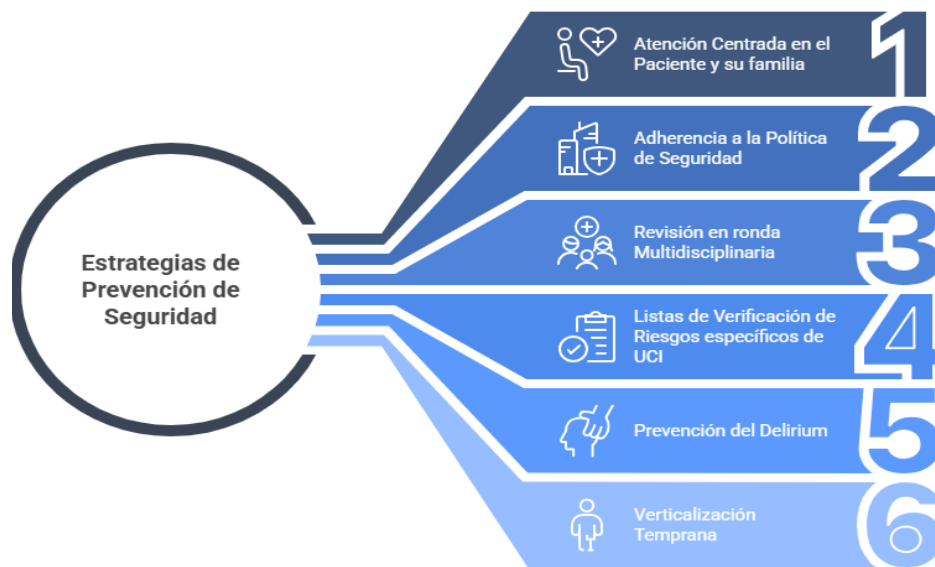 Estrategias de
Prevención de
Seguridad
Atención Centrada en el
Paciente y su familia
1
Adherencia a la Política
de Seguridad
2
Revisión en ronda
Multidisciplinaria
3
Listas de Verificación de
Riesgos específicos de
UCI
4
Prevención del Delirium
5
Verticalización
Temprana
6